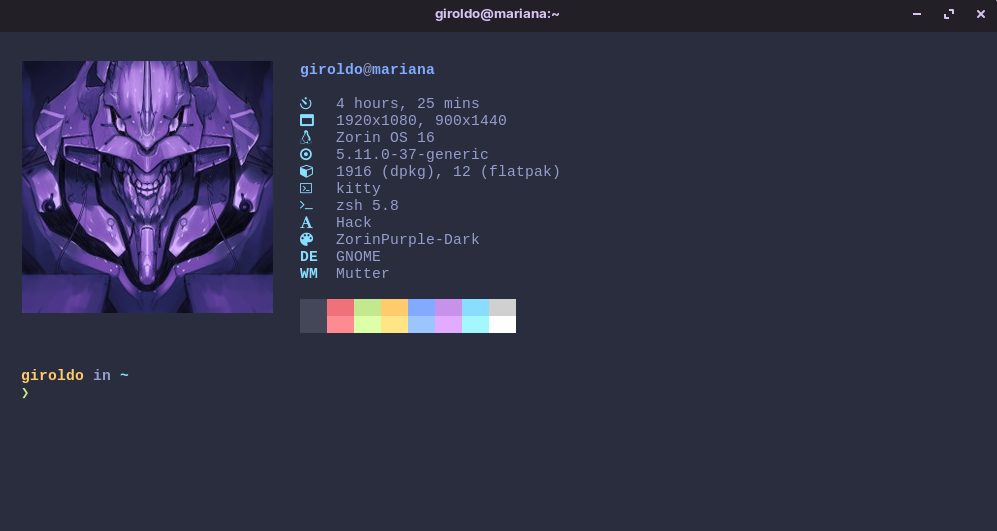 giroldo@mariana:~
giroldo@mariana
4 hours, 25 mins
1920x1080, 900x1440
Zorin OS 16
5.11.0-37-generic
1916 (dpkg), 12 (flatpak)
kitty
zsh 5.8
Hack
ZorinPurple-Dark
DE GNOME
WM Mutter
giroldo in ~
❯